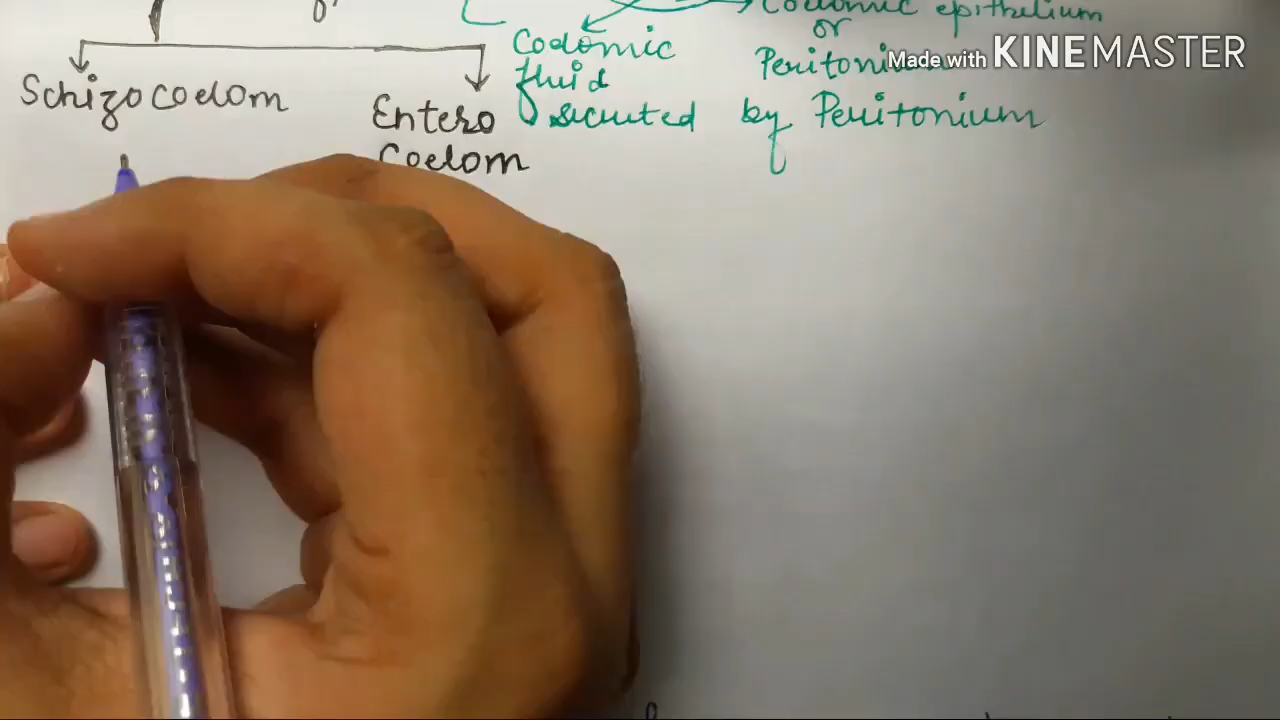 Coelomic epithelium
or
Peritonium
Coelomic
fluid
secreted by Peritonium
Schizocoelom
Entero
Coelom
Made with KINEMASTER